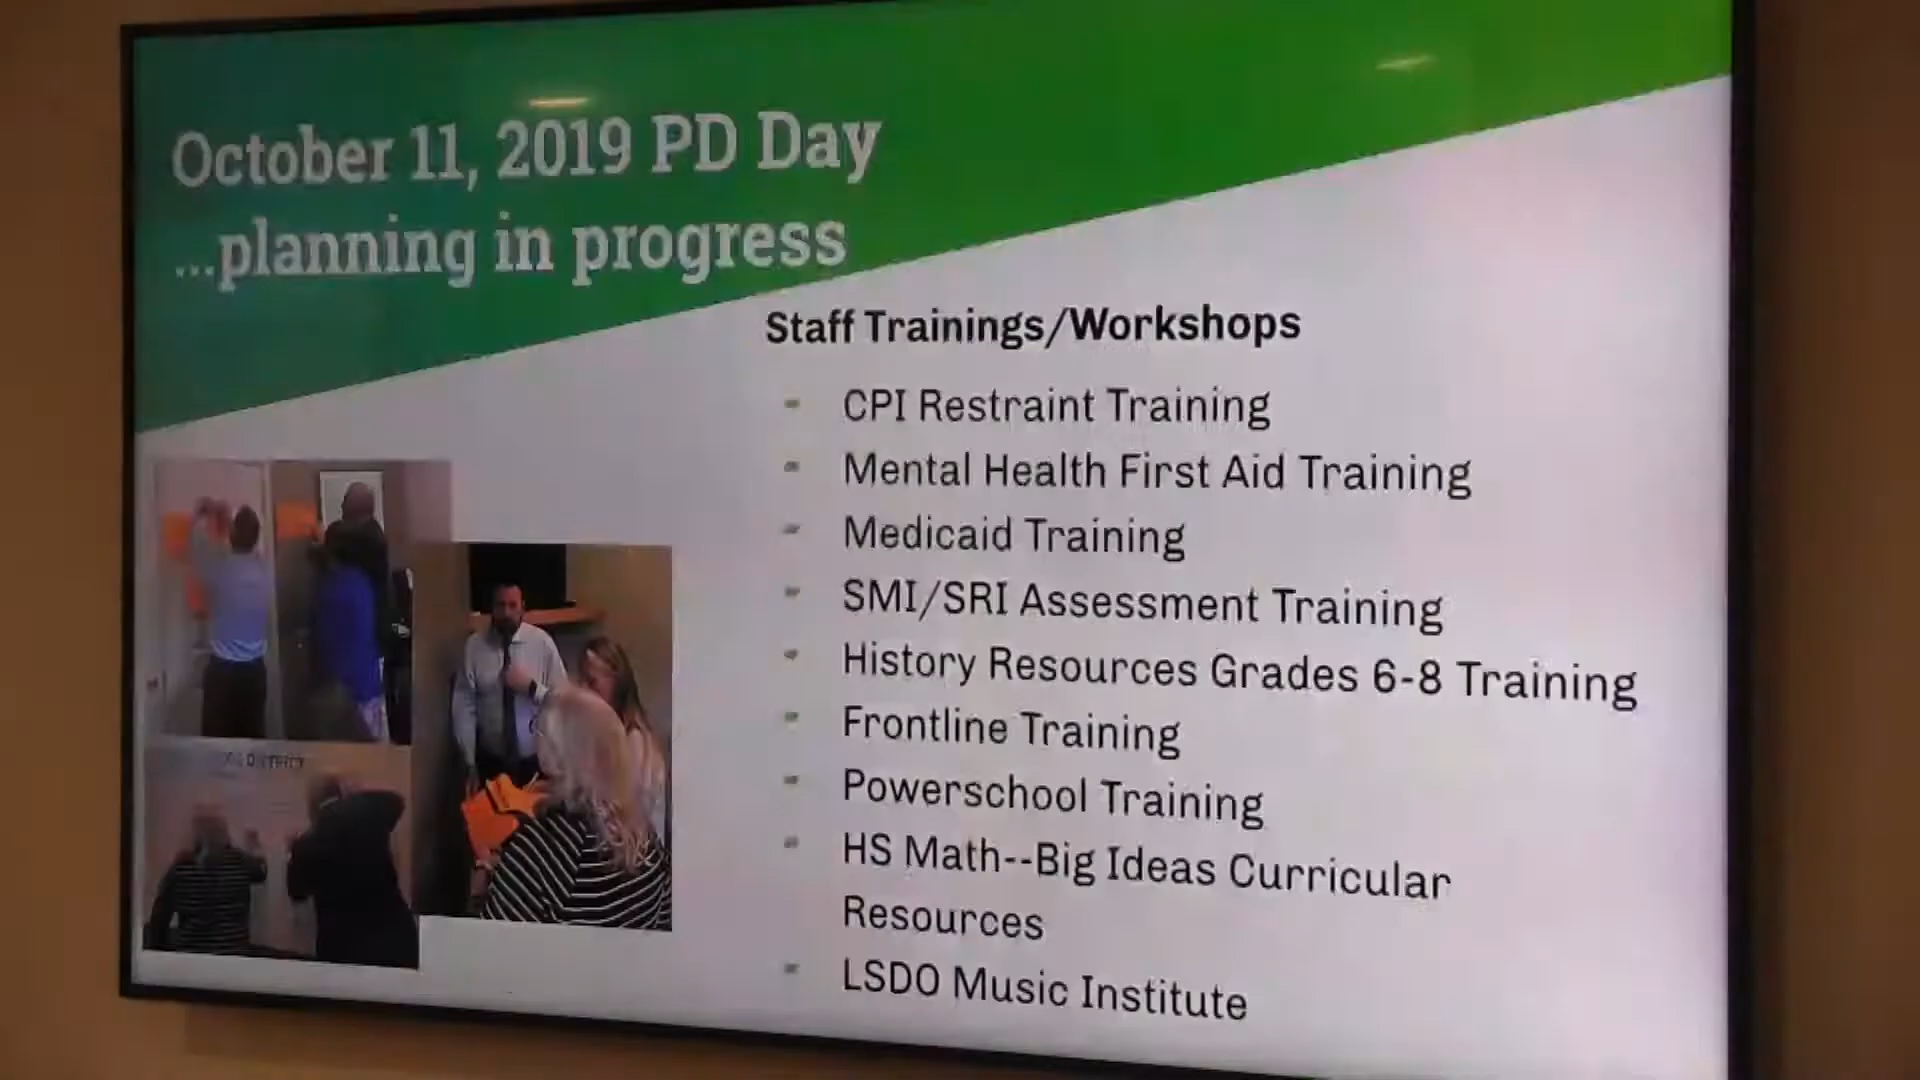 October 11, 2019 PD Day
...planning in progress
Staff Trainings/Workshops
- CPI Restraint Training
- Mental Health First Aid Training
- Medicaid Training
- SMI/SRI Assessment Training
- History Resources Grades 6-8 Training
- Frontline Training
- Powerschool Training
- HS Math--Big Ideas Curricular
Resources
- LSDO Music Institute
DISTRICT